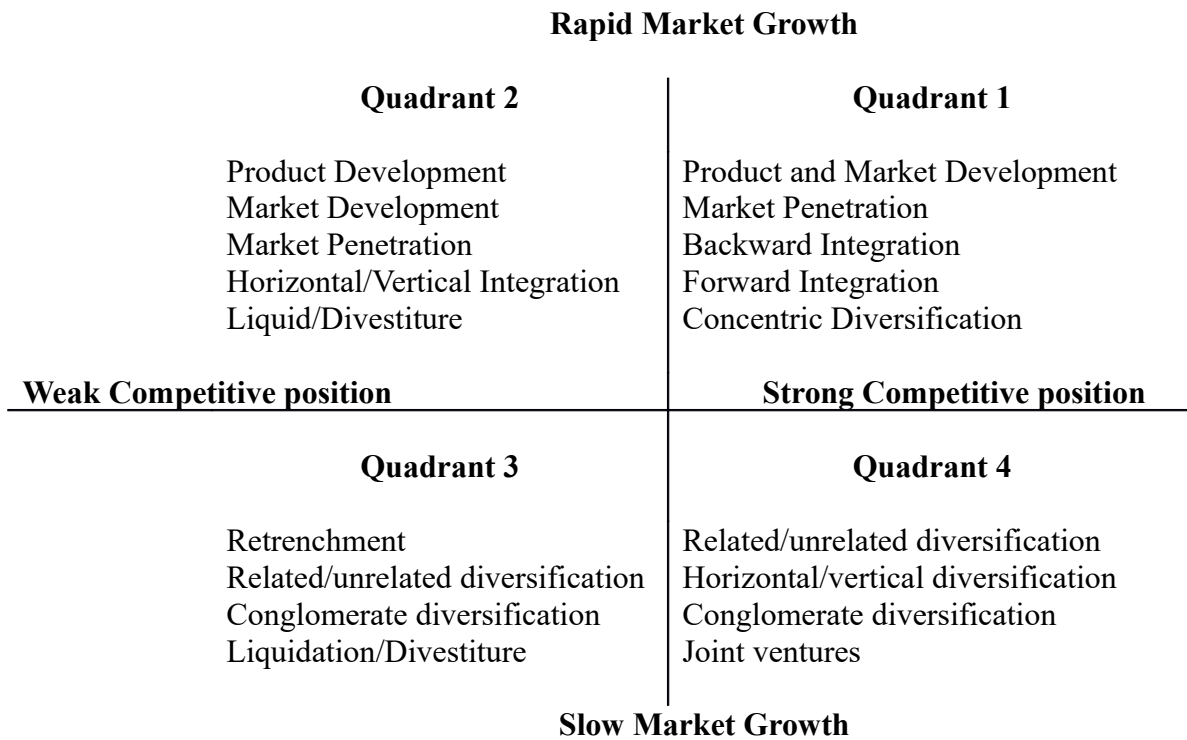 Rapid Market Growth
Quadrant 2
Product Development
Market Development
Market Penetration
Horizontal/Vertical Integration
Liquid/Divestiture
Quadrant 1
Product and Market Development
Market Penetration
Backward Integration
Forward Integration
Concentric Diversification
Weak Competitive position
Strong Competitive position
Quadrant 3
Retrenchment
Related/unrelated diversification
Conglomerate diversification
Liquidation/Divestiture
Quadrant 4
Related/unrelated diversification
Horizontal/vertical diversification
Conglomerate diversification
Joint ventures
Slow Market Growth